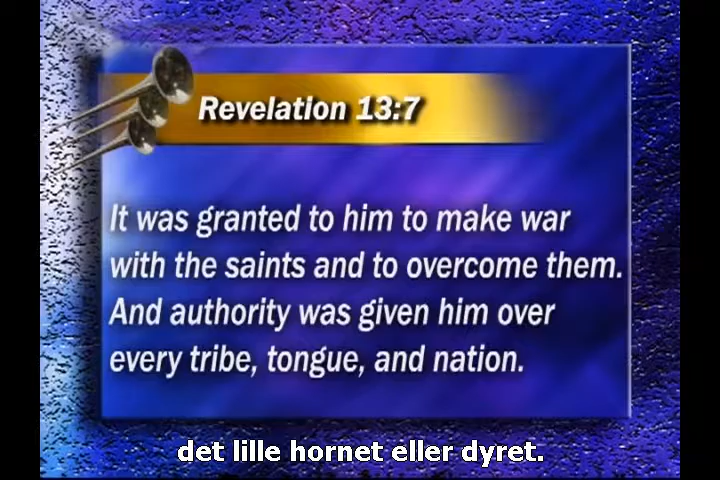 Revelation 13:7
It was granted to him to make war
with the saints and to overcome them.
And authority was given him over
every tribe, tongue, and nation.
det lille hornet eller dyret.